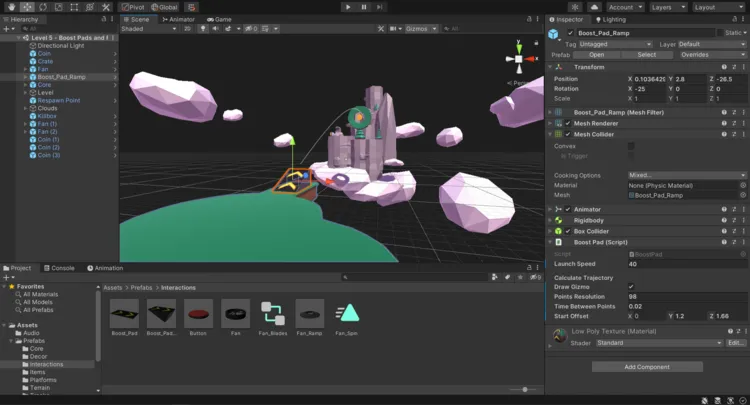 Hierarchy
Scene
Animator
Game
Pivot
Global
Account
Layers
Layout
Inspector
Lighting
All
Shaded
2D
Gizmos
All
Level 5 - Boost Pads and F
Directional Light
Coin
Crate
Fan
Boost_Pad_Ramp
Core
Level
Respawn Point
Clouds
Killbox
Fan (1)
Fan (2)
Coin (1)
Coin (2)
Coin (3)
y
x
z
Persp
Boost_Pad_Ramp
Static
Tag Untagged Layer Default
Prefab Open Select Overrides
Transform
Position X 0.1036429 Y 2.8 Z -26.5
Rotation X -25 Y 0 Z 0
Scale X 1 Y 1 Z 1
Boost_Pad_Ramp (Mesh Filter)
Mesh Renderer
Mesh Collider
Convex
Is Trigger
Cooking Options Mixed...
Material None (Physic Material)
Mesh Boost_Pad_Ramp
Animator
Rigidbody
Box Collider
Boost Pad (Script)
Script BoostPad
Launch Speed 40
Calculate Trajectory
Draw Gizmo
Points Resolution 98
Time Between Points 0.02
Start Offset X 0 Y 1.2 Z 1.66
Low Poly Texture (Material)
Shader Standard Edit...
Add Component
Project
Console
Animation
Favorites
All Materials
All Models
All Prefabs
Assets
Audio
Prefabs
Core
Decor
Interactions
Items
Platforms
Terrain
Assets > Prefabs > Interactions
Boost_Pad
Boost_Pad...
Button
Fan
Fan_Blades
Fan_Ramp
Fan_Spin